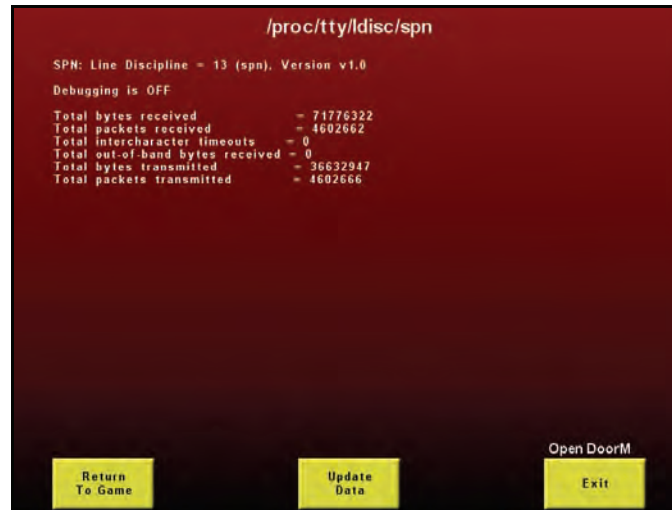 /proc/tty/ldisc/spn
SPN: Line Discipline = 13 (spn), Version v1.0
Debugging is OFF
Total bytes received = 71776322
Total packets received = 4602662
Total intercharacter timeouts = 0
Total out-of-band bytes received = 0
Total bytes transmitted = 36632947
Total packets transmitted = 4602666
Open DoorM
Return
To Game
Update
Data
Exit